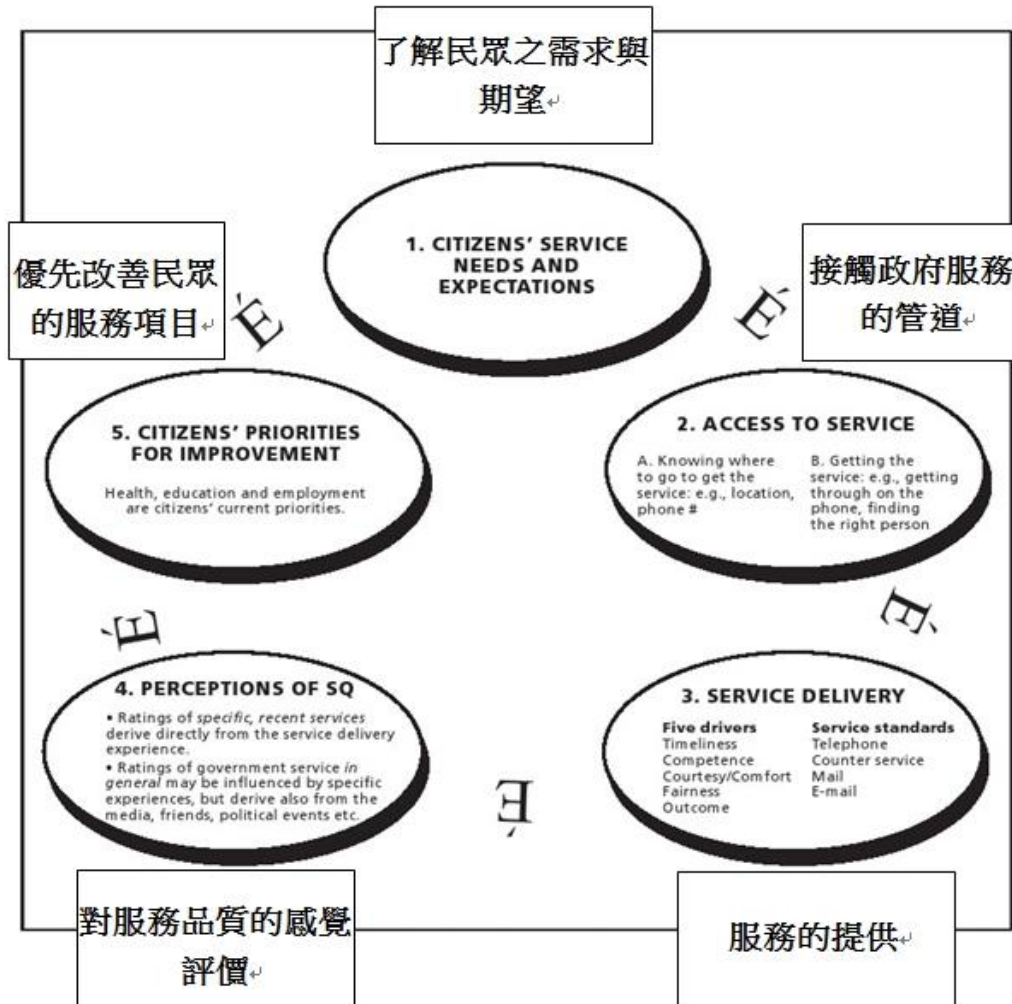 了解民眾之需求與
期望
1. CITIZENS’ SERVICE
NEEDS AND
EXPECTATIONS
É
接觸政府服務
的管道
2. ACCESS TO SERVICE
A. Knowing where
to go to get the
service: e.g., location,
phone #
B. Getting the
service: e.g., getting
through on the
phone, finding
the right person
É
3. SERVICE DELIVERY
Five drivers
Timeliness
Competence
Courtesy/Comfort
Fairness
Outcome
Service standards
Telephone
Counter service
Mail
E-mail
服務的提供
É
4. PERCEPTIONS OF SQ
• Ratings of specific, recent services
derive directly from the service delivery
experience.
• Ratings of government service in
general may be influenced by specific
experiences, but derive also from the
media, friends, political events etc.
對服務品質的感覺
評價
É
5. CITIZENS’ PRIORITIES
FOR IMPROVEMENT
Health, education and employment
are citizens’ current priorities.
優先改善民眾
的服務項目
É